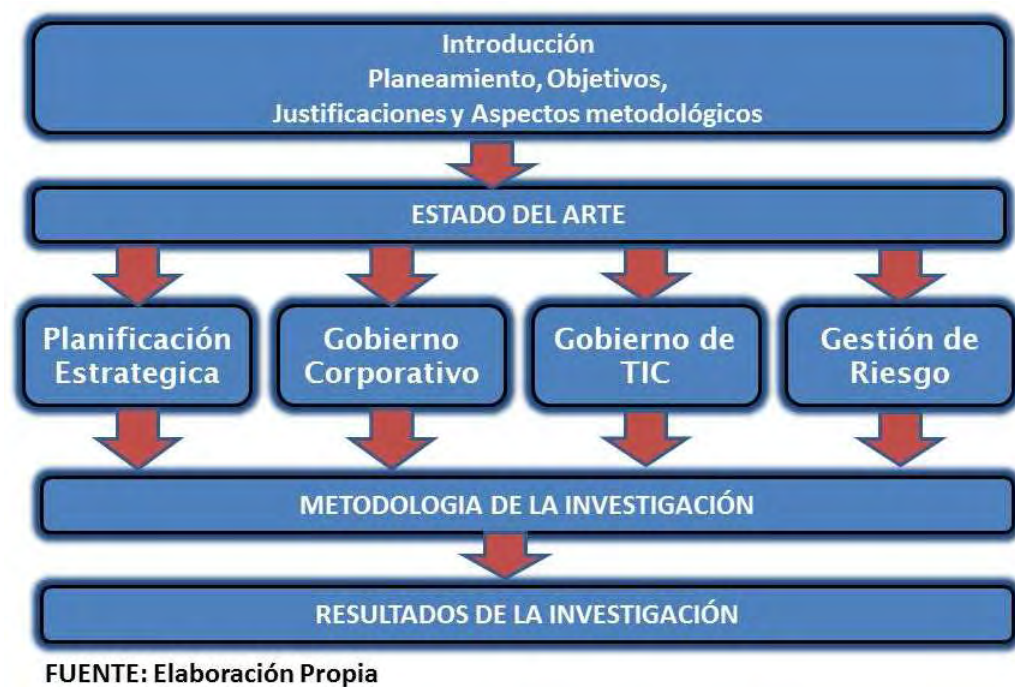 Introducción
Planeamiento, Objetivos,
Justificaciones y Aspectos metodológicos
ESTADO DEL ARTE
Planificación
Estrategica
Gobierno
Corporativo
Gobierno de
TIC
Gestión de
Riesgo
METODOLOGIA DE LA INVESTIGACIÓN
RESULTADOS DE LA INVESTIGACIÓN
FUENTE: Elaboración Propia